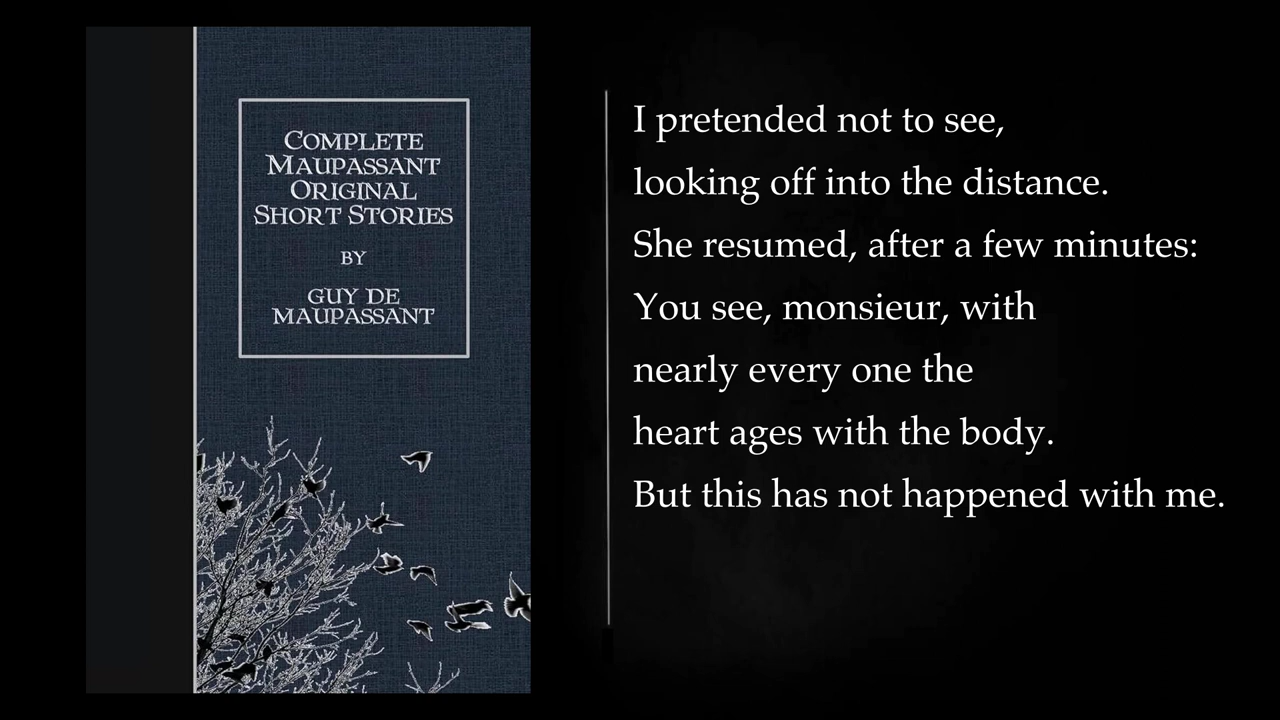 COMPLETE
MAUPASSANT
ORIGINAL
SHORT STORIES
BY
GUY DE
MAUPASSANT
I pretended not to see,
looking off into the distance.
She resumed, after a few minutes:
You see, monsieur, with
nearly every one the
heart ages with the body.
But this has not happened with me.